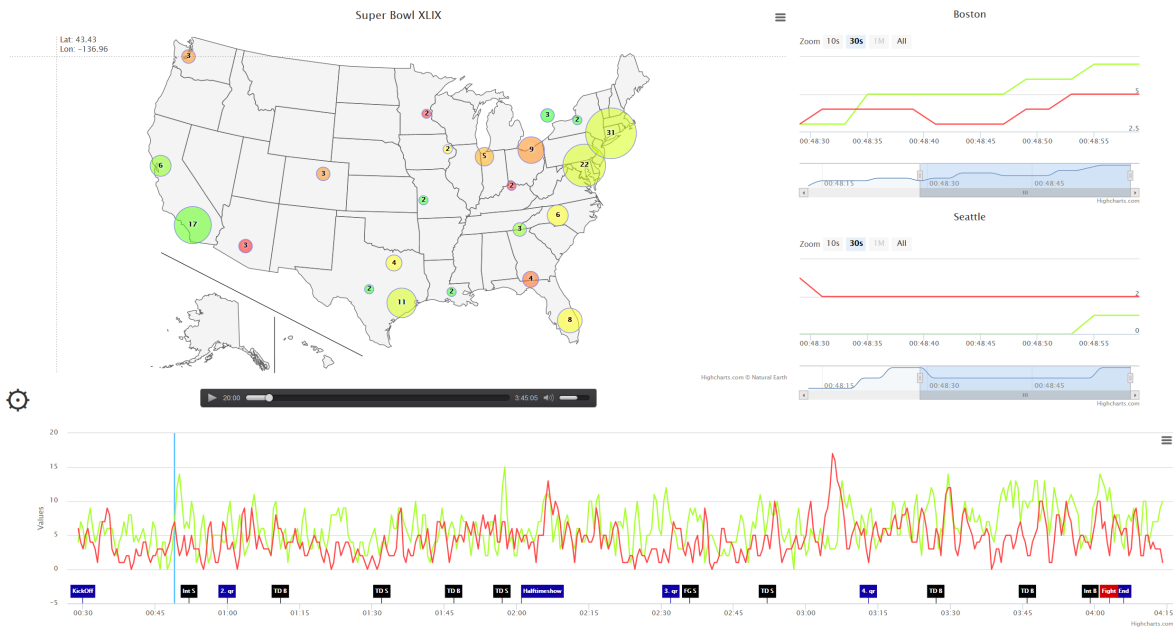 Super Bowl XLIX
Lat: 43.43
Lon: -136.96
3
2
3
2
31
2
5
9
22
6
3
2
2
17
3
6
3
4
4
2
2
11
8
Highcharts.com © Natural Earth
20:00
3:45:05
Boston
Zoom 10s 30s 1M All
5
2.5
00:48:30 00:48:35 00:48:40 00:48:45 00:48:50 00:48:55
00:48:15 00:48:30 00:48:45
Highcharts.com
Seattle
Zoom 10s 30s 1M All
2
0
00:48:30 00:48:35 00:48:40 00:48:45 00:48:50 00:48:55
00:48:15 00:48:30 00:48:45
Highcharts.com
Values
20
15
10
5
0
-5
KickOff Int S 2. qr TD B TD S TD B TD S Halftimeshow 3. qr FG S TD S 4. qr TD B TD B Int B Fight End
00:30 00:45 01:00 01:15 01:30 01:45 02:00 02:15 02:30 02:45 03:00 03:15 03:30 03:45 04:00 04:15
Highcharts.com